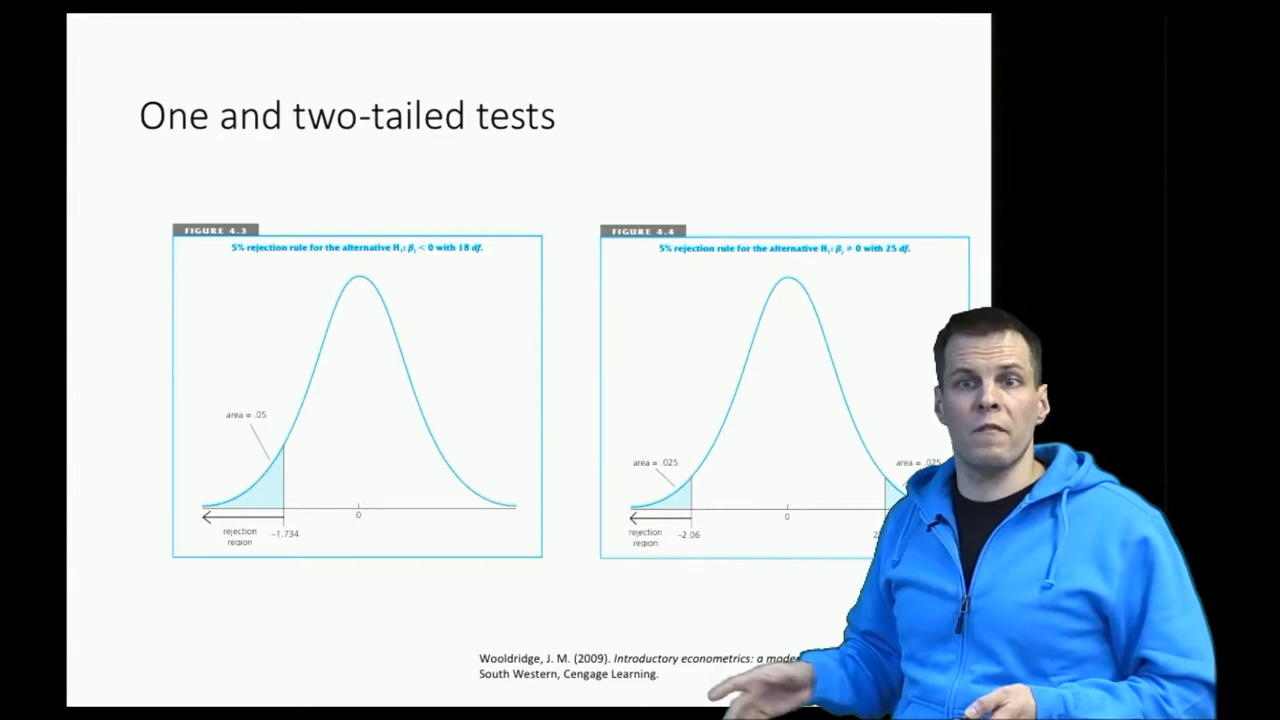 One and two-tailed tests
FIGURE 4.3
5% rejection rule for the alternative H₁: βⱼ < 0 with 18 df.
area = .05
0
rejection
region
−1.734
FIGURE 4.4
5% rejection rule for the alternative H₁: βⱼ ≠ 0 with 25 df.
area = .025
area = .025
0
rejection
region
−2.06
Wooldridge, J. M. (2009). Introductory econometrics: a
South Western, Cengage Learning.